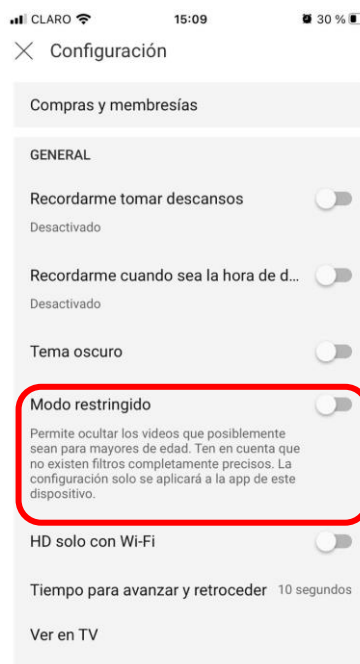 CLARO 15:09 30 %
Configuración
Compras y membresías
GENERAL
Recordarme tomar descansos
Desactivado
Recordarme cuando sea la hora de d...
Desactivado
Tema oscuro
Modo restringido
Permite ocultar los videos que posiblemente
sean para mayores de edad. Ten en cuenta que
no existen filtros completamente precisos. La
configuración solo se aplicará a la app de este
dispositivo.
HD solo con Wi-Fi
Tiempo para avanzar y retroceder 10 segundos
Ver en TV